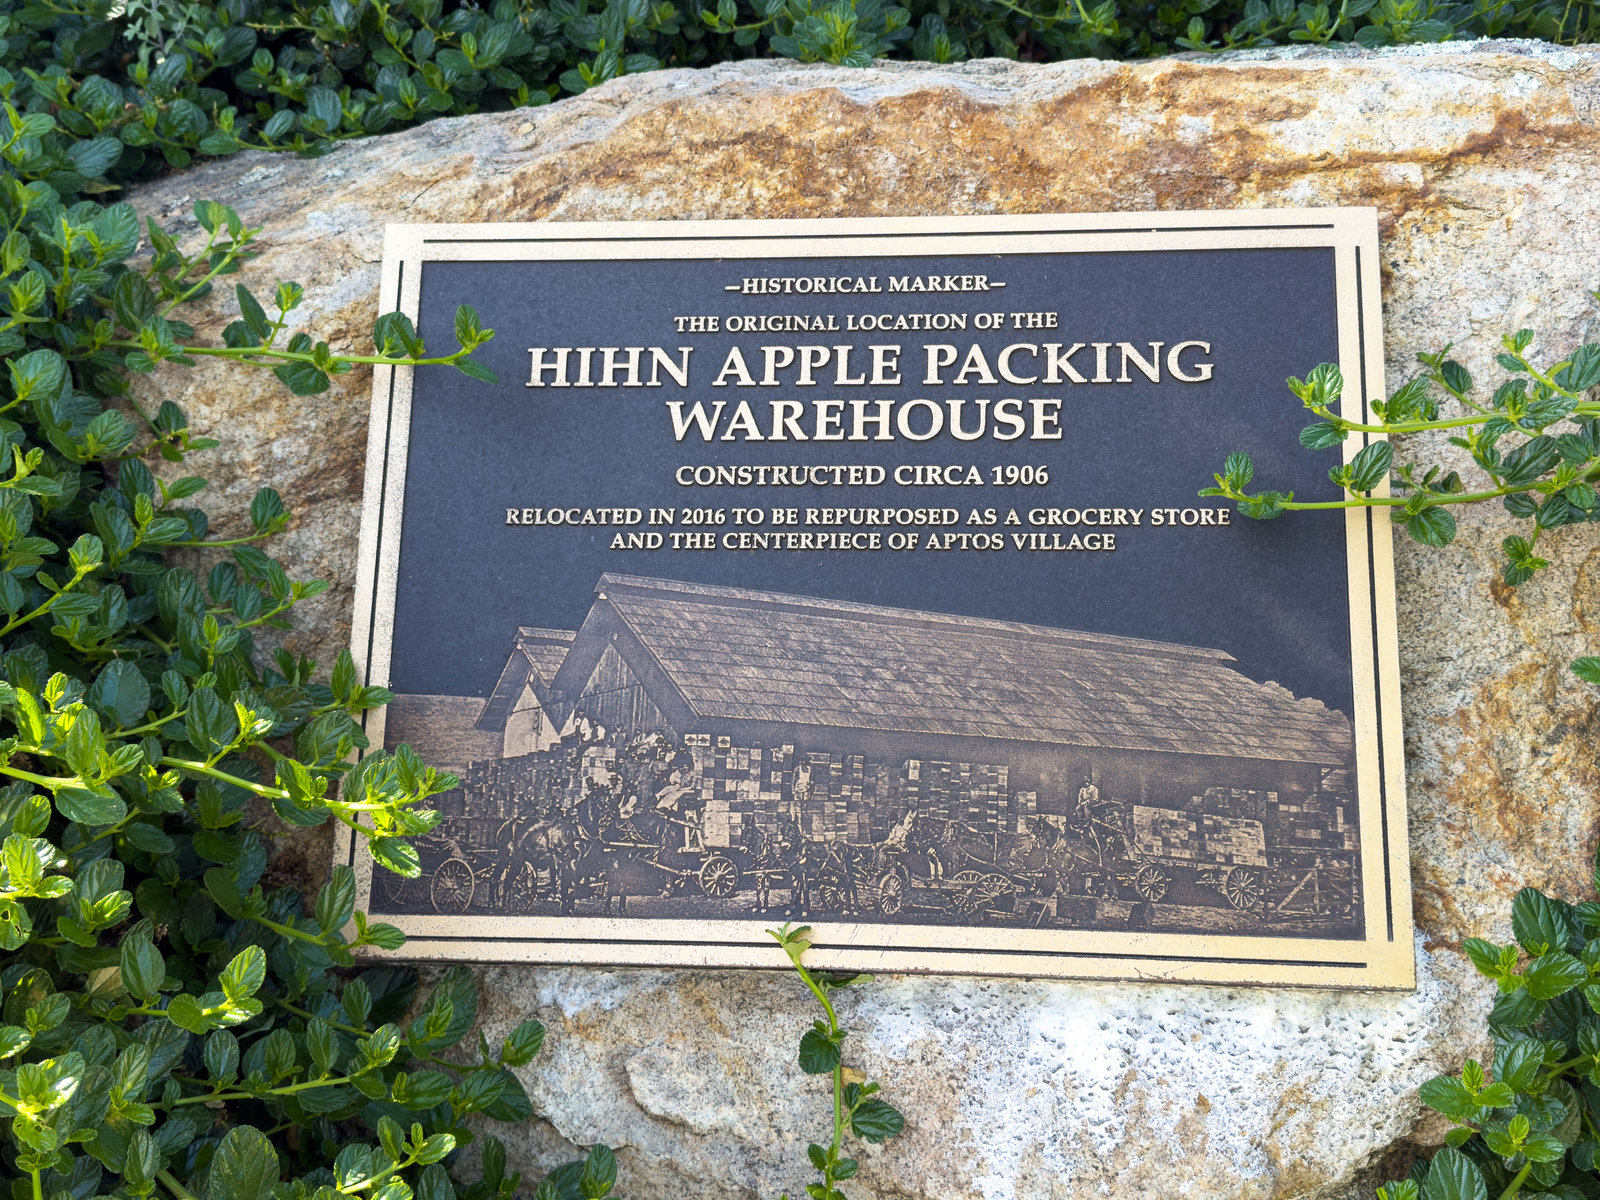 –HISTORICAL MARKER–
THE ORIGINAL LOCATION OF THE
HIHN APPLE PACKING
WAREHOUSE
CONSTRUCTED CIRCA 1906
RELOCATED IN 2016 TO BE REPURPOSED AS A GROCERY STORE
AND THE CENTERPIECE OF APTOS VILLAGE